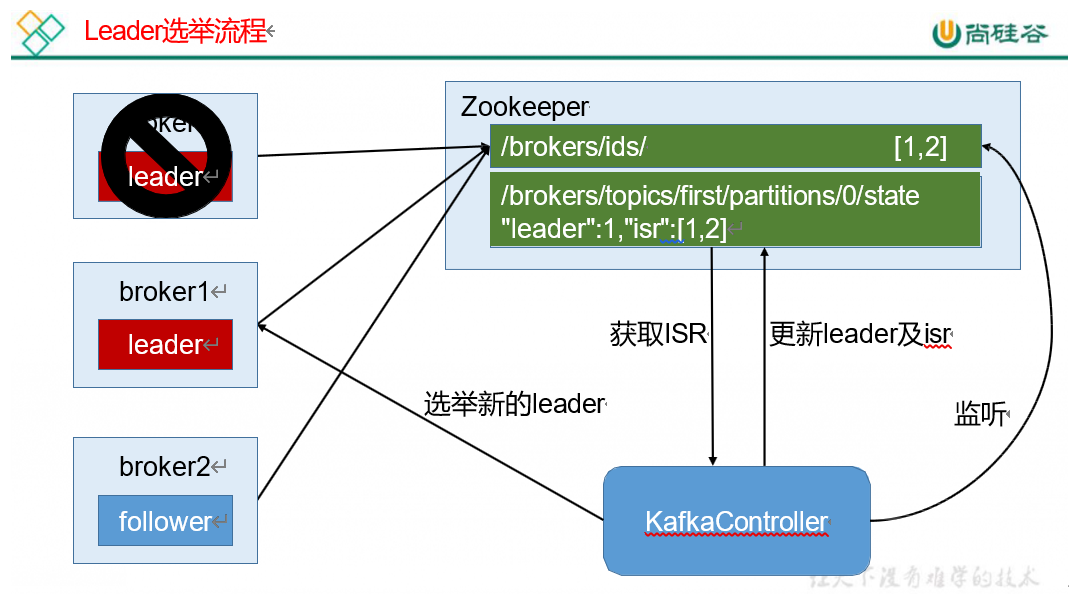 Leader选举流程
尚硅谷
Zookeeper
/brokers/ids/ [1,2]
/brokers/topics/first/partitions/0/state
"leader":1,"isr":[1,2]
leader
broker1
leader
broker2
follower
获取ISR
更新leader及isr
选举新的leader
监听
KafkaController
让天下没有难学的技术